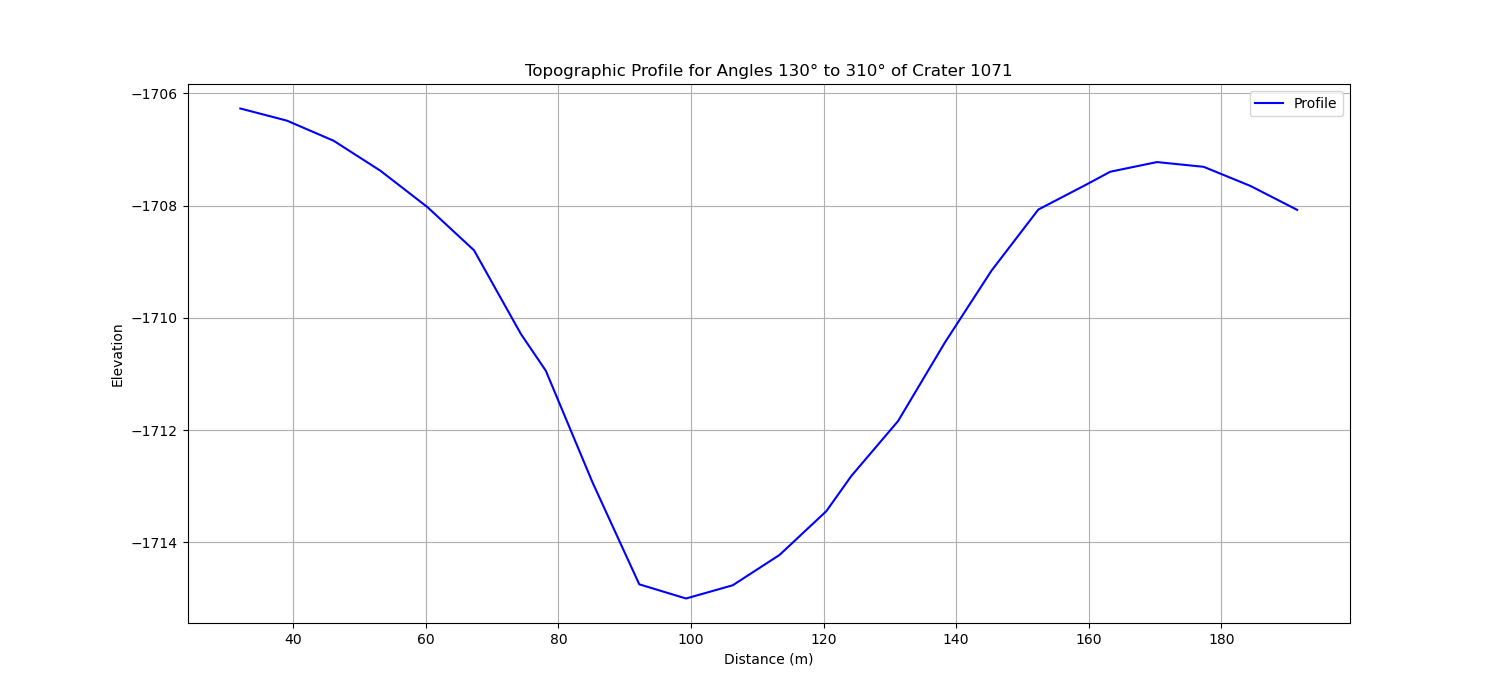 Topographic Profile for Angles 130° to 310° of Crater 1071
Profile
−1706
−1708
−1710
−1712
−1714
Elevation
40 60 80 100 120 140 160 180
Distance (m)